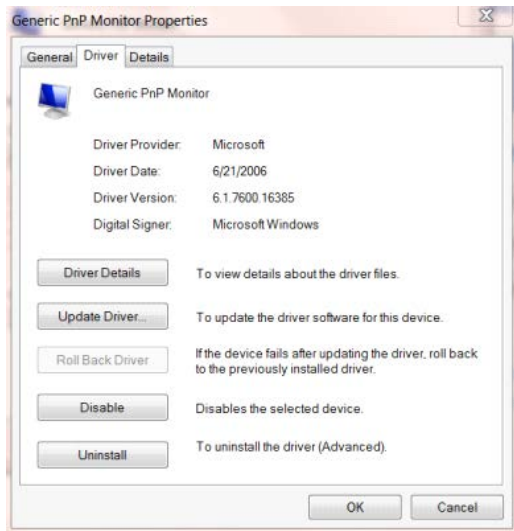 Generic PnP Monitor Properties
General Driver Details
Generic PnP Monitor
Driver Provider: Microsoft
Driver Date: 6/21/2006
Driver Version: 6.1.7600.16385
Digital Signer: Microsoft Windows
Driver Details To view details about the driver files.
Update Driver... To update the driver software for this device.
Roll Back Driver If the device fails after updating the driver, roll back
to the previously installed driver.
Disable Disables the selected device.
Uninstall To uninstall the driver (Advanced).
OK Cancel